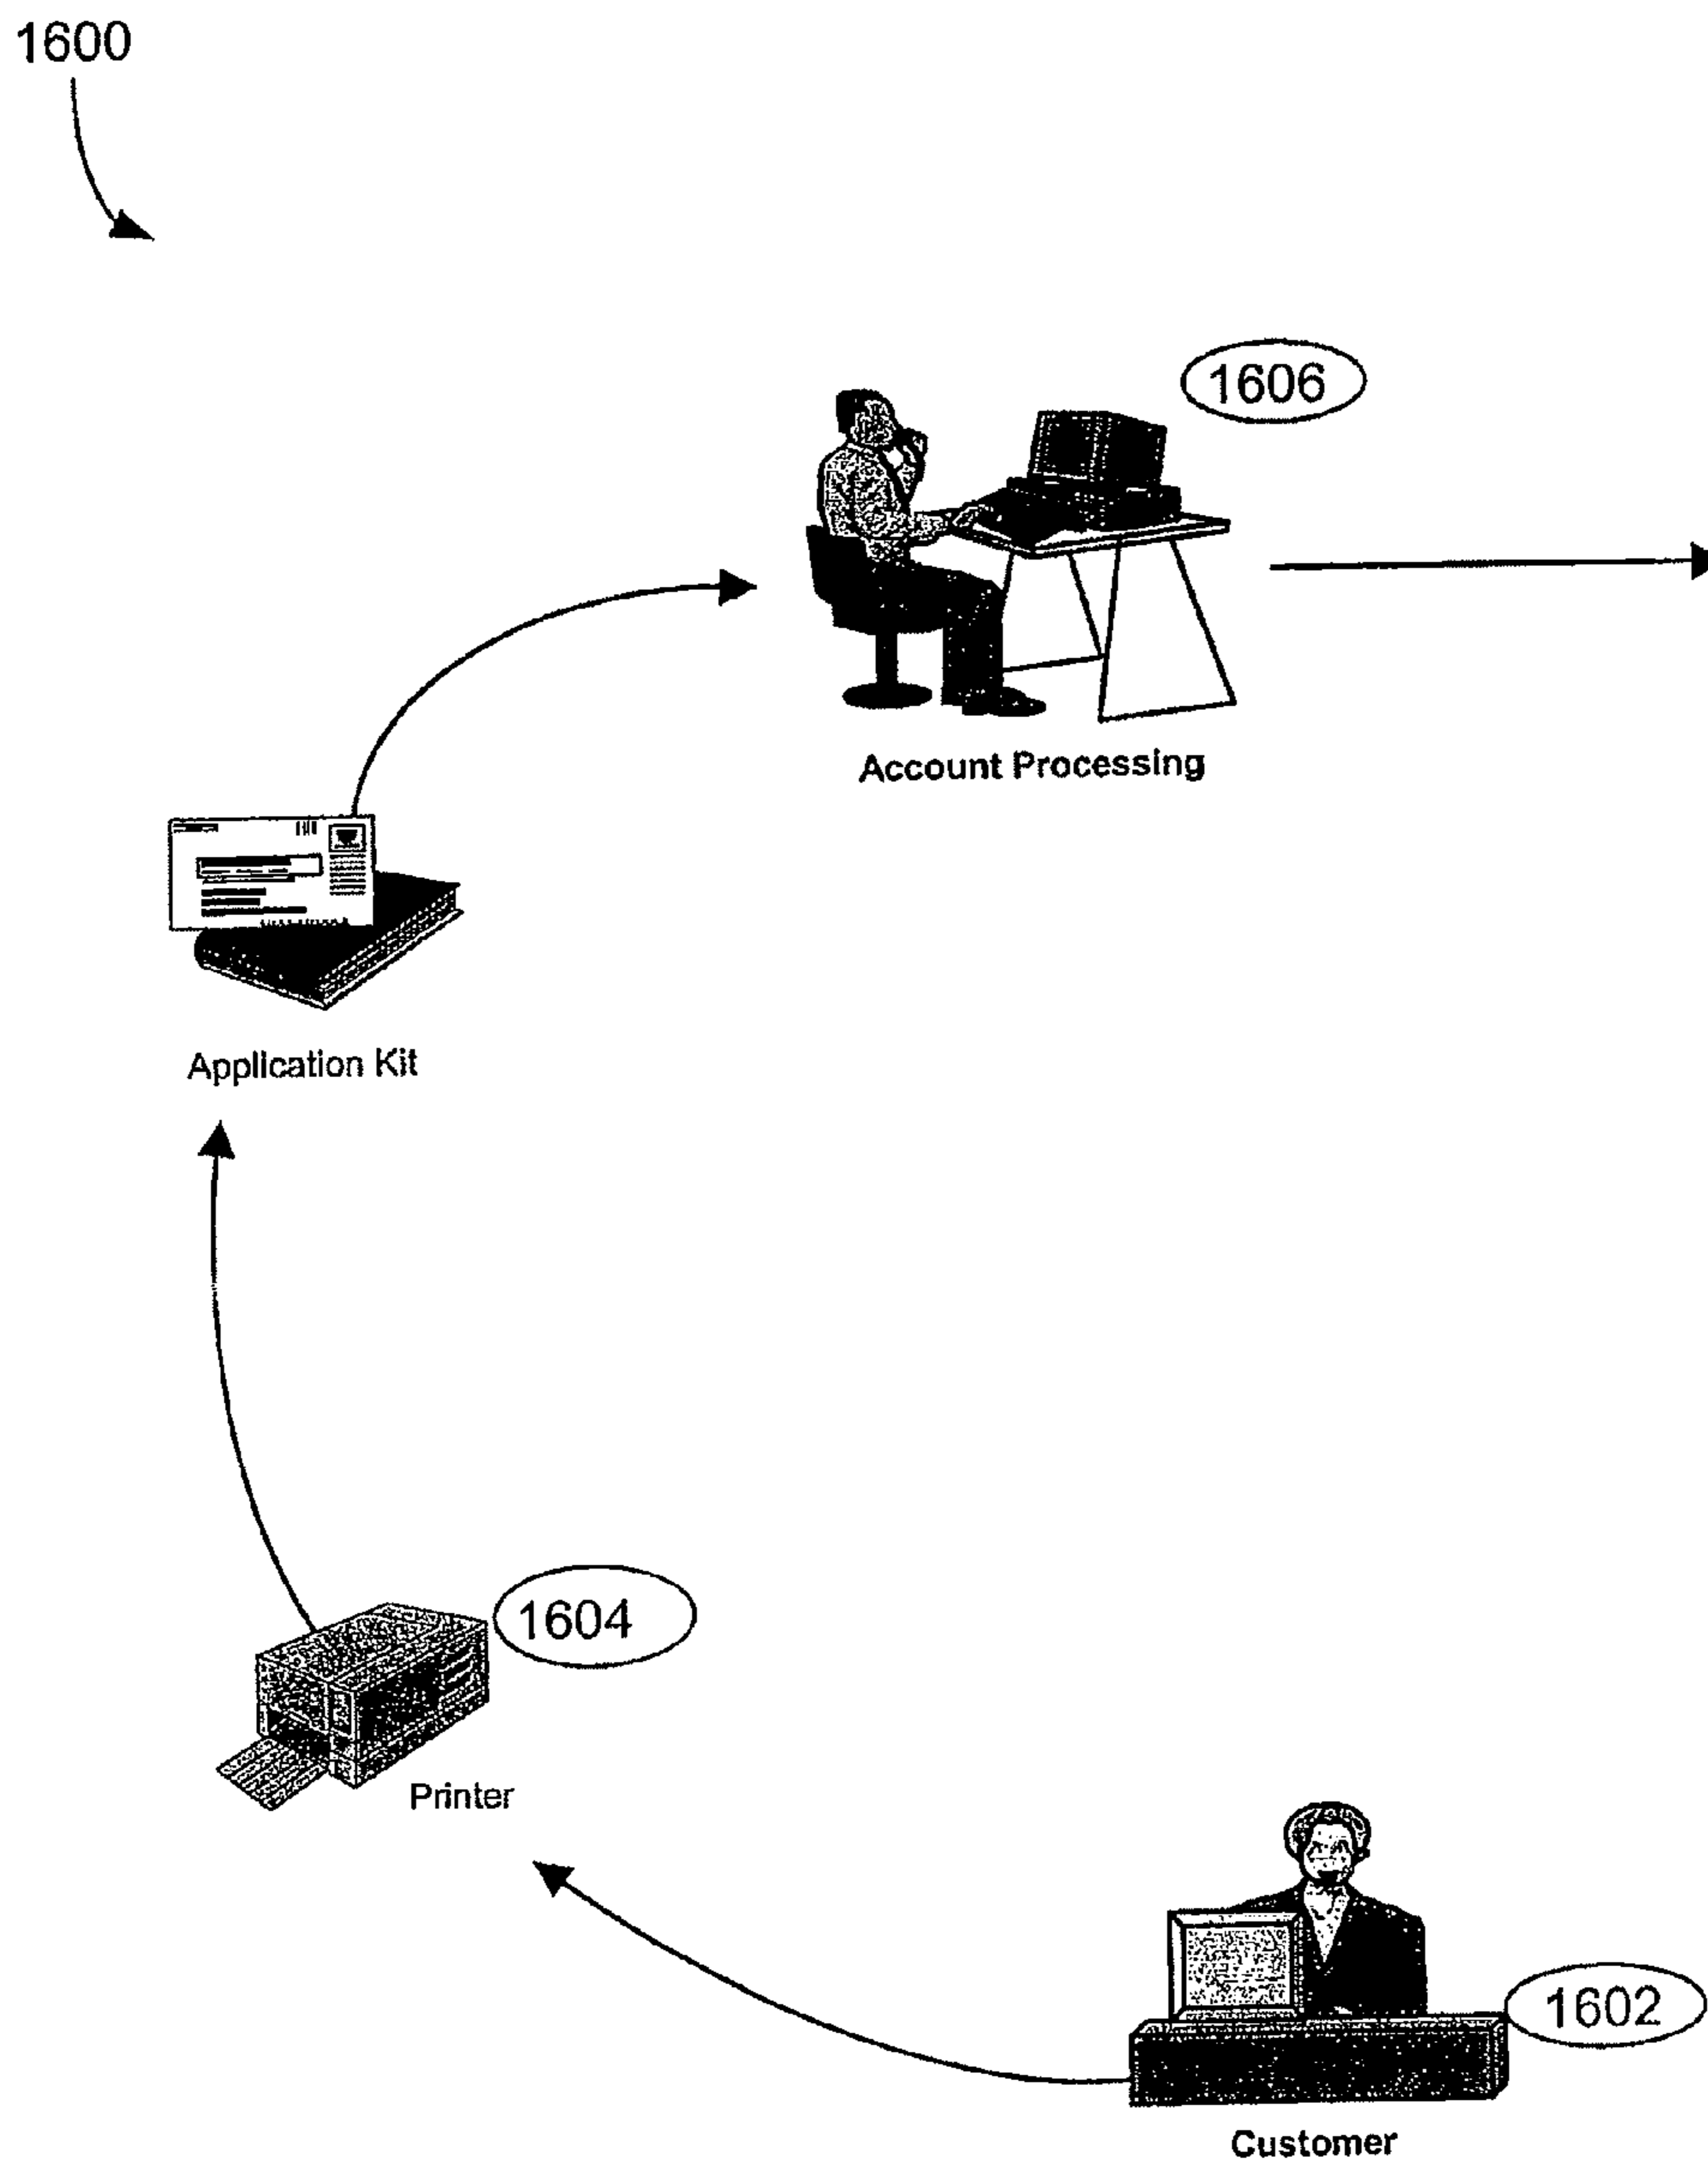 1600
1606
Account Processing
Application Kit
1604
Printer
1602
Customer